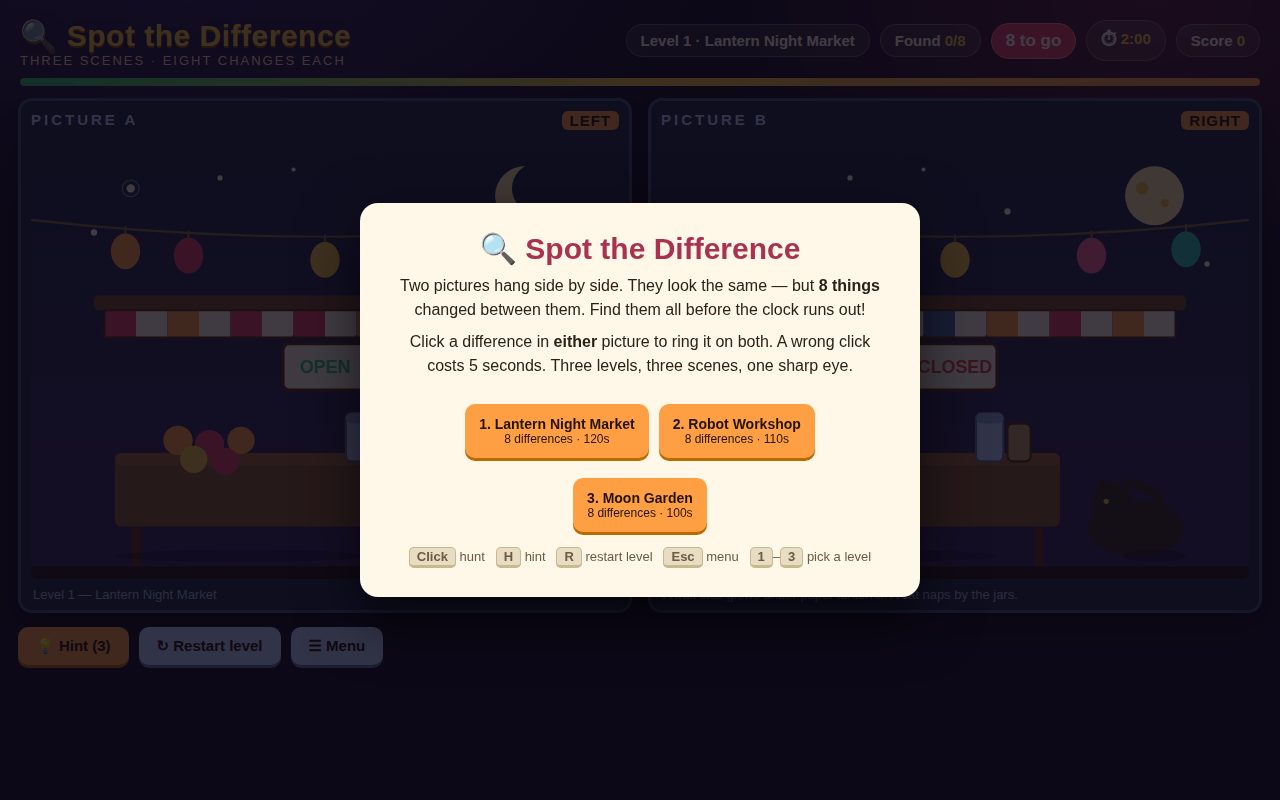 🔍 Spot the Difference
THREE SCENES · EIGHT CHANGES EACH
Level 1 · Lantern Night Market
Found 0/8
8 to go
⏱ 2:00
Score 0
PICTURE A
LEFT
PICTURE B
RIGHT
OPEN
CLOSED
🔍 Spot the Difference
Two pictures hang side by side. They look the same — but 8 things
changed between them. Find them all before the clock runs out!
Click a difference in either picture to ring it on both. A wrong click
costs 5 seconds. Three levels, three scenes, one sharp eye.
1. Lantern Night Market
8 differences · 120s
2. Robot Workshop
8 differences · 110s
3. Moon Garden
8 differences · 100s
Click hunt H hint R restart level Esc menu 1–3 pick a level
Level 1 — Lantern Night Market
naps by the jars.
💡 Hint (3)
↻ Restart level
☰ Menu